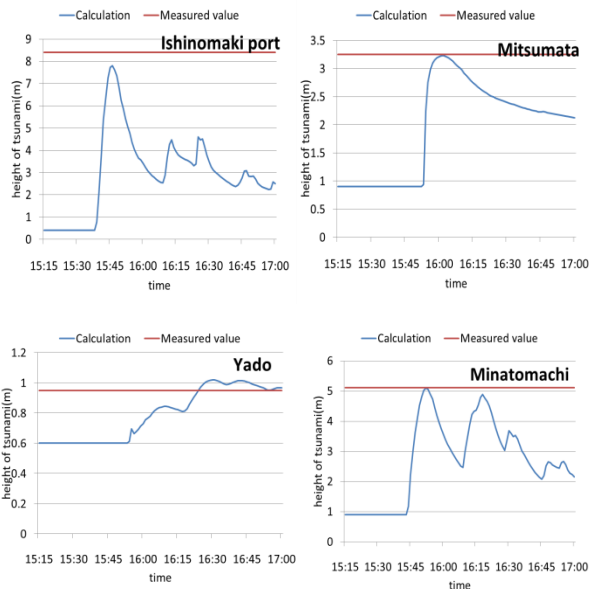 Calculation Measured value
Ishinomaki port
height of tsunami(m)
9
8
7
6
5
4
3
2
1
0
15:15 15:30 15:45 16:00 16:15 16:30 16:45 17:00
time
Calculation Measured value
Mitsumata
height of tsunami(m)
3.5
3
2.5
2
1.5
1
0.5
0
15:15 15:30 15:45 16:00 16:15 16:30 16:45 17:00
time
Calculation Measured value
Yado
height of tsunami(m)
1.2
1
0.8
0.6
0.4
0.2
0
15:15 15:30 15:45 16:00 16:15 16:30 16:45 17:00
time
Calculation Measured value
Minatomachi
height of tsunami(m)
6
5
4
3
2
1
0
15:15 15:30 15:45 16:00 16:15 16:30 16:45 17:00
time